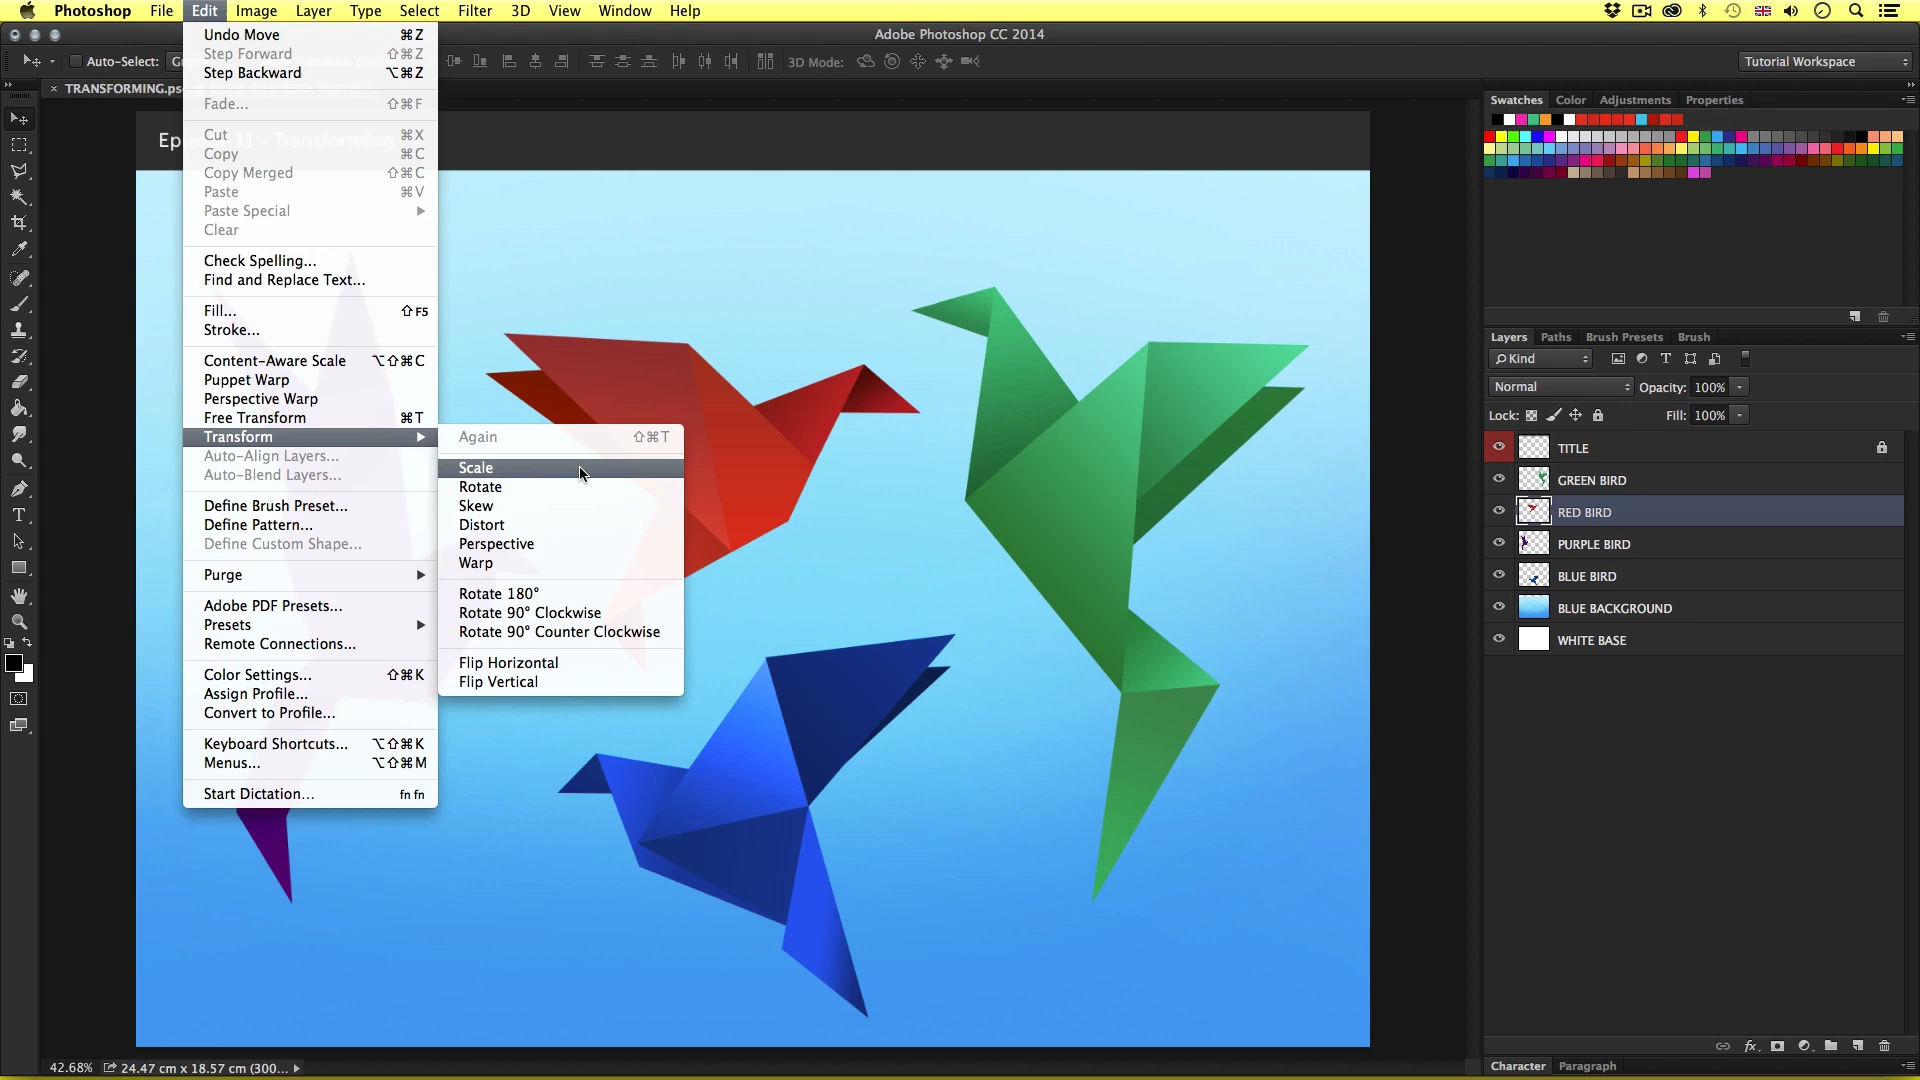 Photoshop File Edit Image Layer Type Select Filter 3D View Window Help
Adobe Photoshop CC 2014
Auto-Select: 3D Mode: Tutorial Workspace
× TRANSFORMING.ps
11 - Transforming
Undo Move ⌘Z
Step Forward ⇧⌘Z
Step Backward ⌥⌘Z
Fade... ⇧⌘F
Cut ⌘X
Copy ⌘C
Copy Merged ⇧⌘C
Paste ⌘V
Paste Special
Clear
Check Spelling...
Find and Replace Text...
Fill... ⇧F5
Stroke...
Content-Aware Scale ⌥⇧⌘C
Puppet Warp
Perspective Warp
Free Transform ⌘T
Transform
Auto-Align Layers...
Auto-Blend Layers...
Define Brush Preset...
Define Pattern...
Define Custom Shape...
Purge
Adobe PDF Presets...
Presets
Remote Connections...
Color Settings... ⇧⌘K
Assign Profile...
Convert to Profile...
Keyboard Shortcuts... ⌥⇧⌘K
Menus... ⌥⇧⌘M
Start Dictation... fn fn
Again ⇧⌘T
Scale
Rotate
Skew
Distort
Perspective
Warp
Rotate 180°
Rotate 90° Clockwise
Rotate 90° Counter Clockwise
Flip Horizontal
Flip Vertical
Swatches Color Adjustments Properties
Layers Paths Brush Presets Brush
Kind
Normal Opacity: 100%
Lock: Fill: 100%
TITLE
GREEN BIRD
RED BIRD
PURPLE BIRD
BLUE BIRD
BLUE BACKGROUND
WHITE BASE
Character Paragraph
42.68% 24.47 cm x 18.57 cm (300...